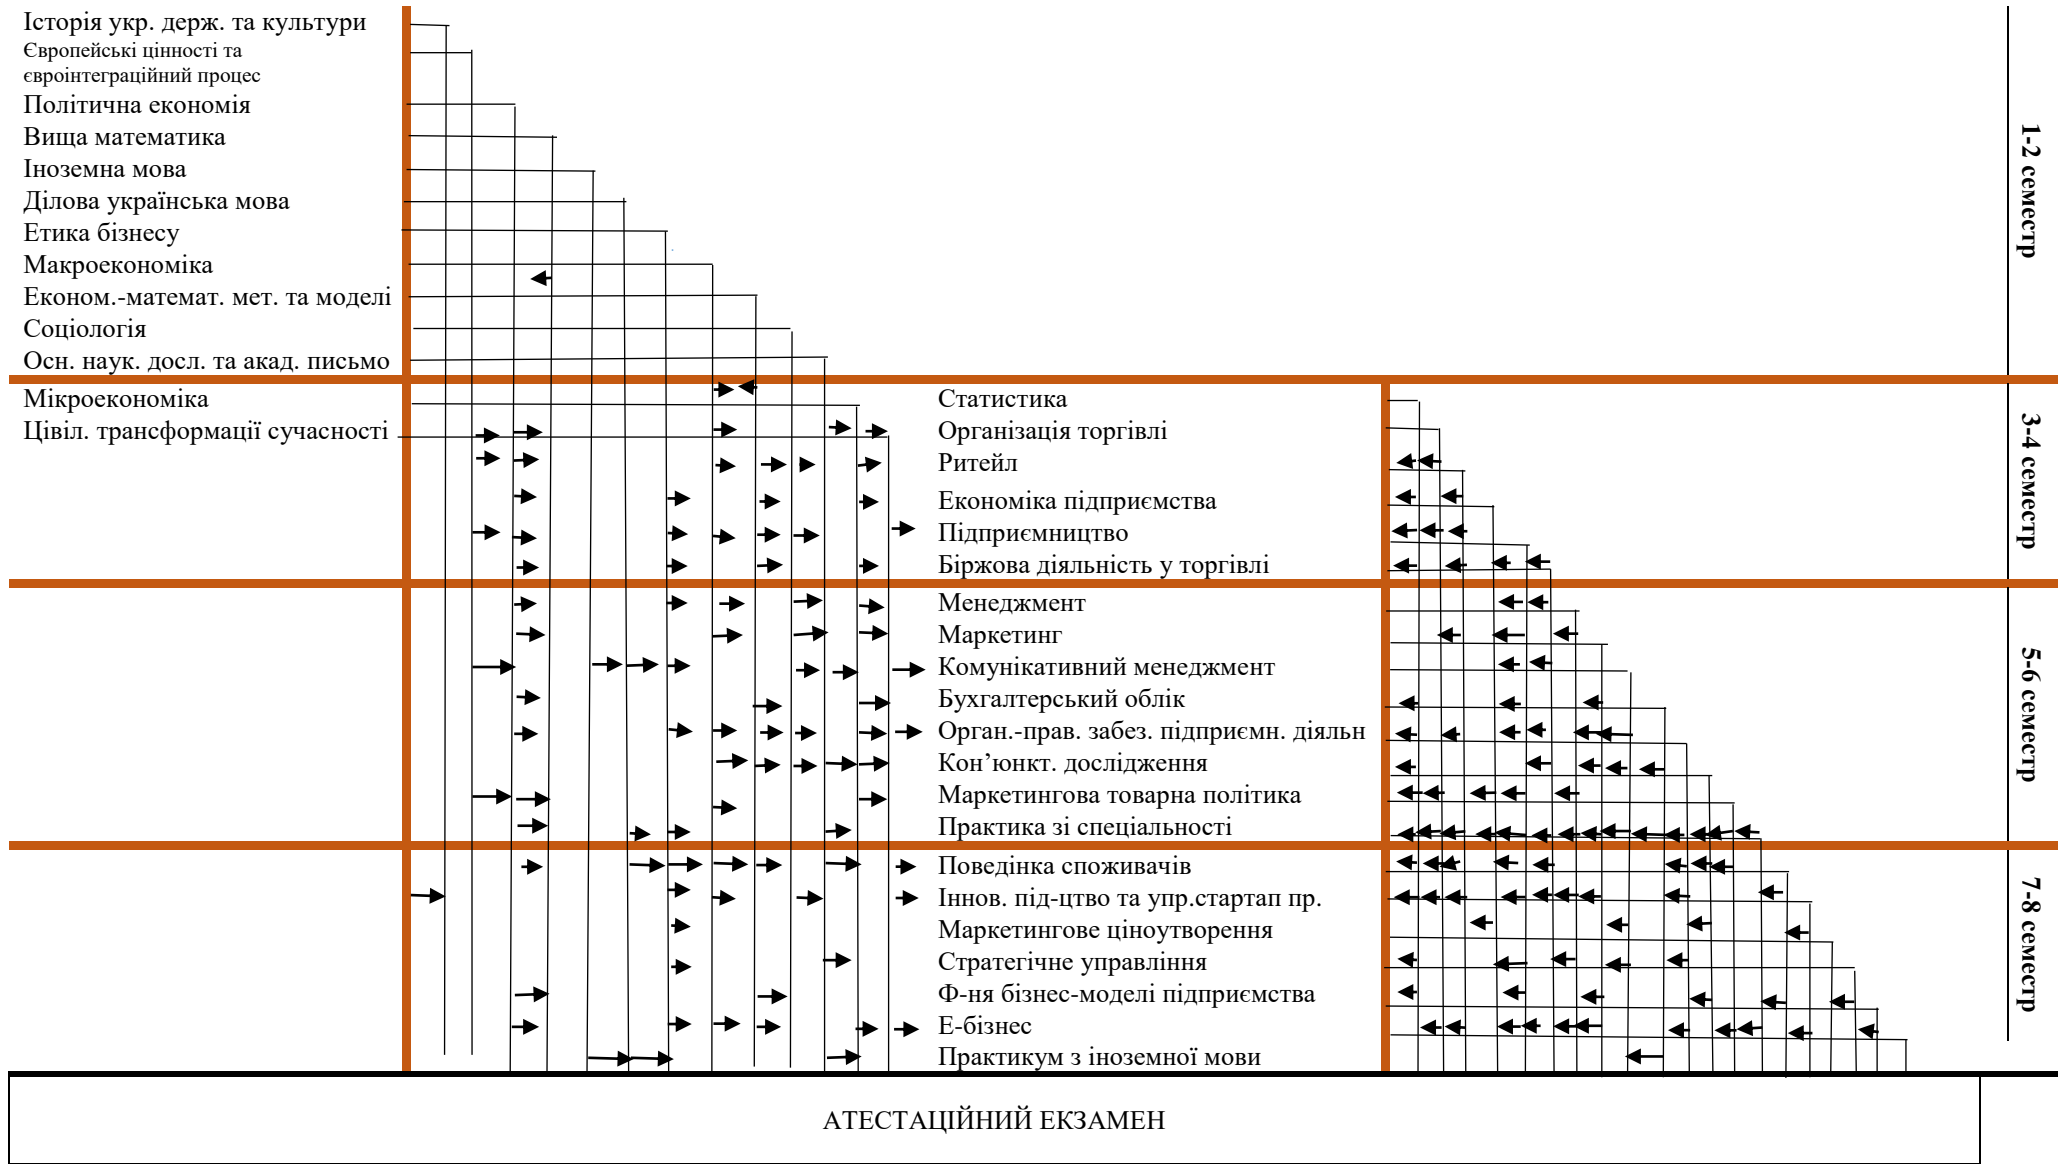 Історія укр. держ. та культури
Європейські цінності та
євроінтеграційний процес
Політична економія
Вища математика
Іноземна мова
Ділова українська мова
Етика бізнесу
Макроекономіка
Економ.-математ. мет. та моделі
Соціологія
Осн. наук. досл. та акад. письмо
1-2 семестр
Мікроекономіка
Цівіл. трансформації сучасності
Статистика
Організація торгівлі
Ритейл
Економіка підприємства
Підприємництво
Біржова діяльність у торгівлі
3-4 семестр
Менеджмент
Маркетинг
Комунікативний менеджмент
Бухгалтерський облік
Орган.-прав. забез. підприємн. діяльн
Кон’юнкт. дослідження
Маркетингова товарна політика
Практика зі спеціальності
5-6 семестр
Поведінка споживачів
Іннов. під-цтво та упр.стартап пр.
Маркетингове ціноутворення
Стратегічне управління
Ф-ня бізнес-моделі підприємства
Е-бізнес
Практикум з іноземної мови
7-8 семестр
АТЕСТАЦІЙНИЙ ЕКЗАМЕН